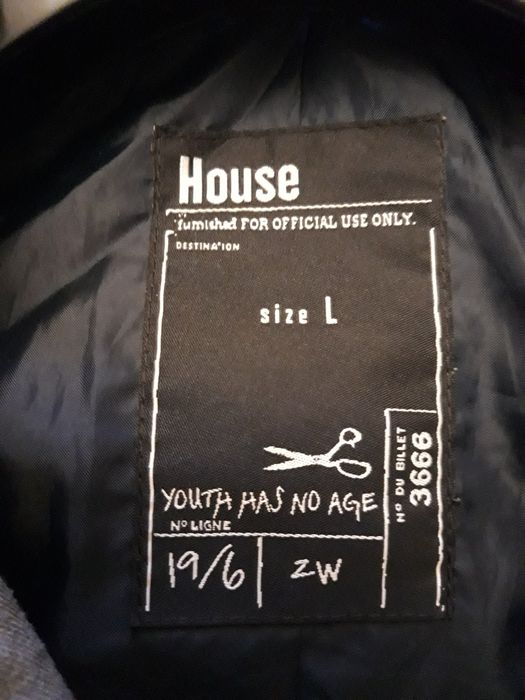 House
furnished FOR OFFICIAL USE ONLY.
DESTINATION
size L
YOUTH HAS NO AGE
Nº LIGNE
19/6
ZW
Nº DU BILLET
3666